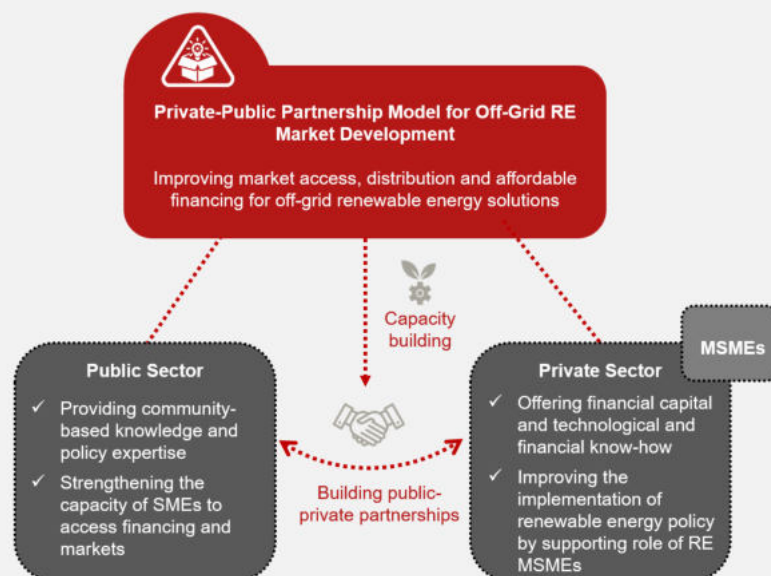 Private-Public Partnership Model for Off-Grid RE
Market Development
Improving market access, distribution and affordable
financing for off-grid renewable energy solutions
Capacity
building
MSMEs
Public Sector
✓ Providing community-
based knowledge and
policy expertise
✓ Strengthening the
capacity of SMEs to
access financing and
markets
Building public-
private partnerships
Private Sector
✓ Offering financial capital
and technological and
financial know-how
✓ Improving the
implementation of
renewable energy policy
by supporting role of RE
MSMEs